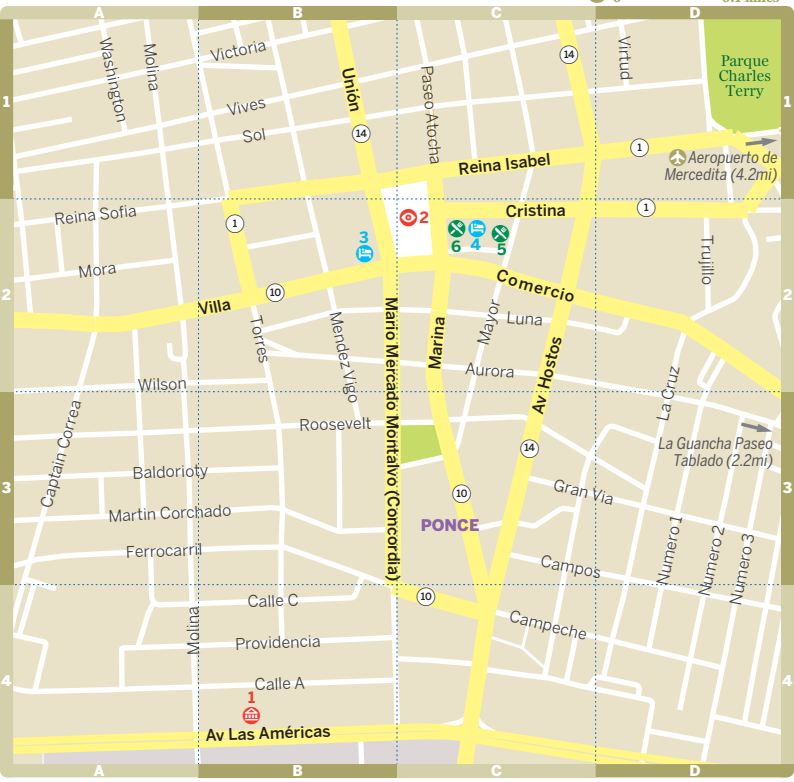 A
B
C
D
Washington
Molina
Victoria
Vives
Sol
Unión
14
Paseo Atocha
14
Virtud
Parque
Charles
Terry
1
1
1
Reina Isabel
Aeropuerto de
Mercedita (4.2mi)
Reina Sofia
1
2
Cristina
1
3
6
4
5
Mora
Trujillo
2
2
10
Villa
Comercio
Torres
Mendez Vigo
Mario Mercado Montalvo (Concordia)
Marina
Mayor
Luna
Aurora
Av Hostos
Wilson
La Cruz
Captain Correa
Roosevelt
14
La Guancha Paseo
Tablado (2.2mi)
Baldorioty
3
3
10
Gran Via
Martin Corchado
PONCE
Ferrocarril
Campos
Numero 1
Numero 2
Numero 3
10
Calle C
Molina
Campeche
Providencia
4
4
Calle A
1
Av Las Américas
A
B
C
D